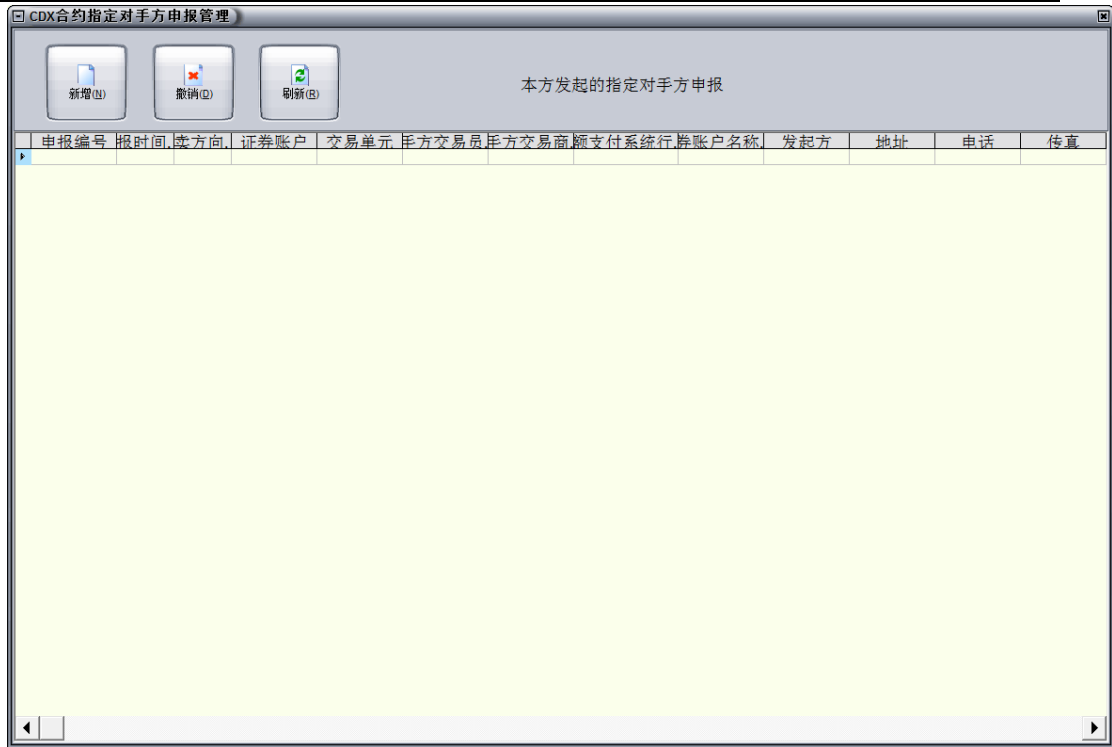 CDX合约指定对手方申报管理
新增(N) 撤销(D) 刷新(R) 本方发起的指定对手方申报
申报编号 报时间 卖方向 证券账户 交易单元 手方交易员 手方交易商 额支付系统行 券账户名称 发起方 地址 电话 传真